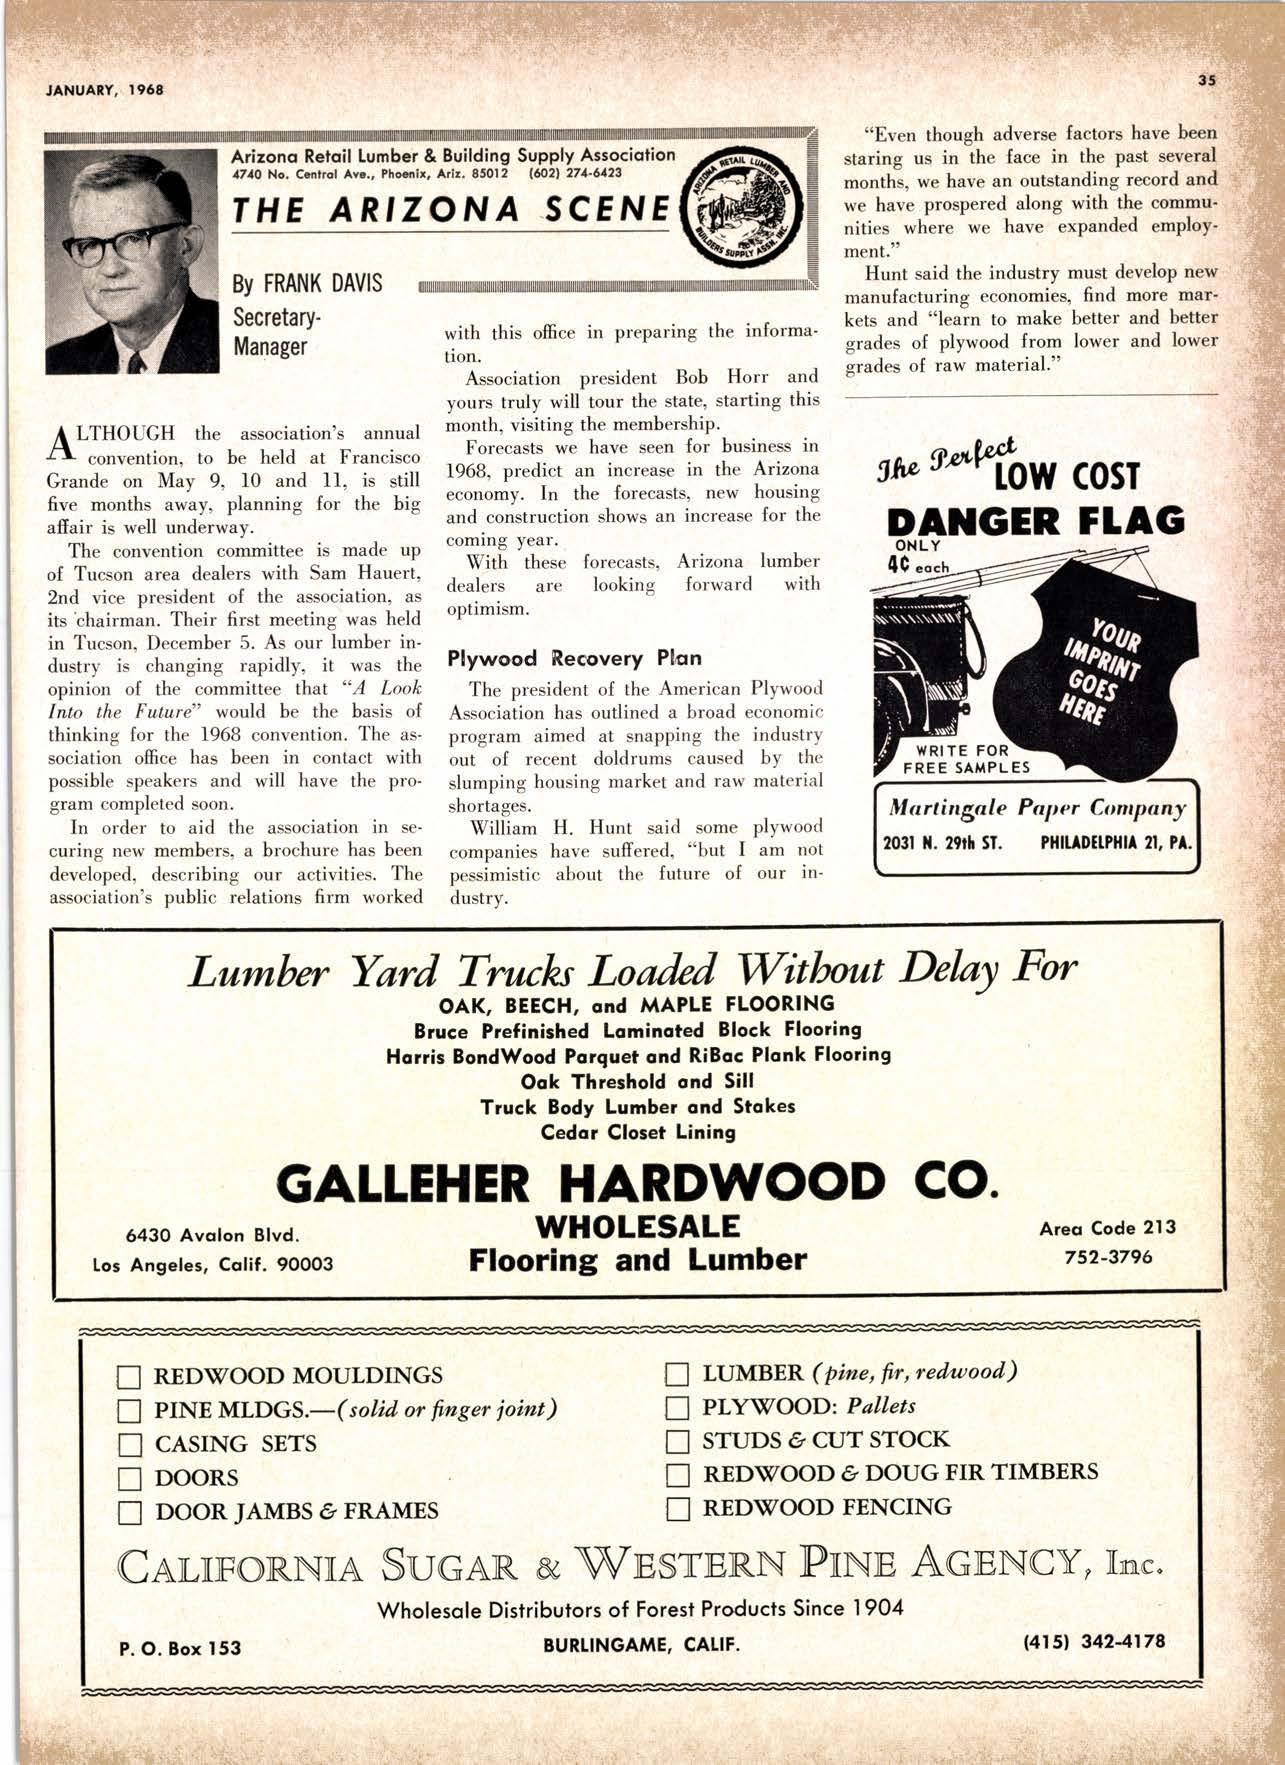 JANUARY, 1968
35
Arizona Retail Lumber & Building Supply Association
4740 No. Central Ave., Phoenix, Ariz. 85012 (602) 274-6423
THE ARIZONA SCENE
ARIZONA RETAIL LUMBER AND
BUILDERS SUPPLY ASSN. INC.
By FRANK DAVIS
Secretary-
Manager
ALTHOUGH the association's annual
convention, to be held at Francisco
Grande on May 9, 10 and 11, is still
five months away, planning for the big
affair is well underway.
The convention committee is made up
of Tucson area dealers with Sam Hauert,
2nd vice president of the association, as
its chairman. Their first meeting was held
in Tucson, December 5. As our lumber in-
dustry is changing rapidly, it was the
opinion of the committee that "A Look
Into the Future" would be the basis of
thinking for the 1968 convention. The as-
sociation office has been in contact with
possible speakers and will have the pro-
gram completed soon.
In order to aid the association in se-
curing new members, a brochure has been
developed, describing our activities. The
association's public relations firm worked
with this office in preparing the informa-
tion.
Association president Bob Horr and
yours truly will tour the state, starting this
month, visiting the membership.
Forecasts we have seen for business in
1968, predict an increase in the Arizona
economy. In the forecasts, new housing
and construction shows an increase for the
coming year.
With these forecasts, Arizona lumber
dealers are looking forward with
optimism.
Plywood Recovery Plan
The president of the American Plywood
Association has outlined a broad economic
program aimed at snapping the industry
out of recent doldrums caused by the
slumping housing market and raw material
shortages.
William H. Hunt said some plywood
companies have suffered, "but I am not
pessimistic about the future of our in-
dustry.
"Even though adverse factors have been
staring us in the face in the past several
months, we have an outstanding record and
we have prospered along with the commu-
nities where we have expanded employ-
ment."
Hunt said the industry must develop new
manufacturing economies, find more mar-
kets and "learn to make better and better
grades of plywood from lower and lower
grades of raw material."
The Perfect
LOW COST
DANGER FLAG
ONLY
4¢ each
YOUR
IMPRINT
GOES
HERE
WRITE FOR
FREE SAMPLES
Martingale Paper Company
2031 N. 29th ST. PHILADELPHIA 21, PA.
Lumber Yard Trucks Loaded Without Delay For
OAK, BEECH, and MAPLE FLOORING
Bruce Prefinished Laminated Block Flooring
Harris BondWood Parquet and RiBac Plank Flooring
Oak Threshold and Sill
Truck Body Lumber and Stakes
Cedar Closet Lining
GALLEHER HARDWOOD CO.
6430 Avalon Blvd.
Los Angeles, Calif. 90003
WHOLESALE
Flooring and Lumber
Area Code 213
752-3796
REDWOOD MOULDINGS
PINE MLDGS.—(solid or finger joint)
CASING SETS
DOORS
DOOR JAMBS & FRAMES
LUMBER (pine, fir, redwood)
PLYWOOD: Pallets
STUDS & CUT STOCK
REDWOOD & DOUG FIR TIMBERS
REDWOOD FENCING
CALIFORNIA SUGAR & WESTERN PINE AGENCY, Inc.
Wholesale Distributors of Forest Products Since 1904
P. O. Box 153 BURLINGAME, CALIF. (415) 342-4178